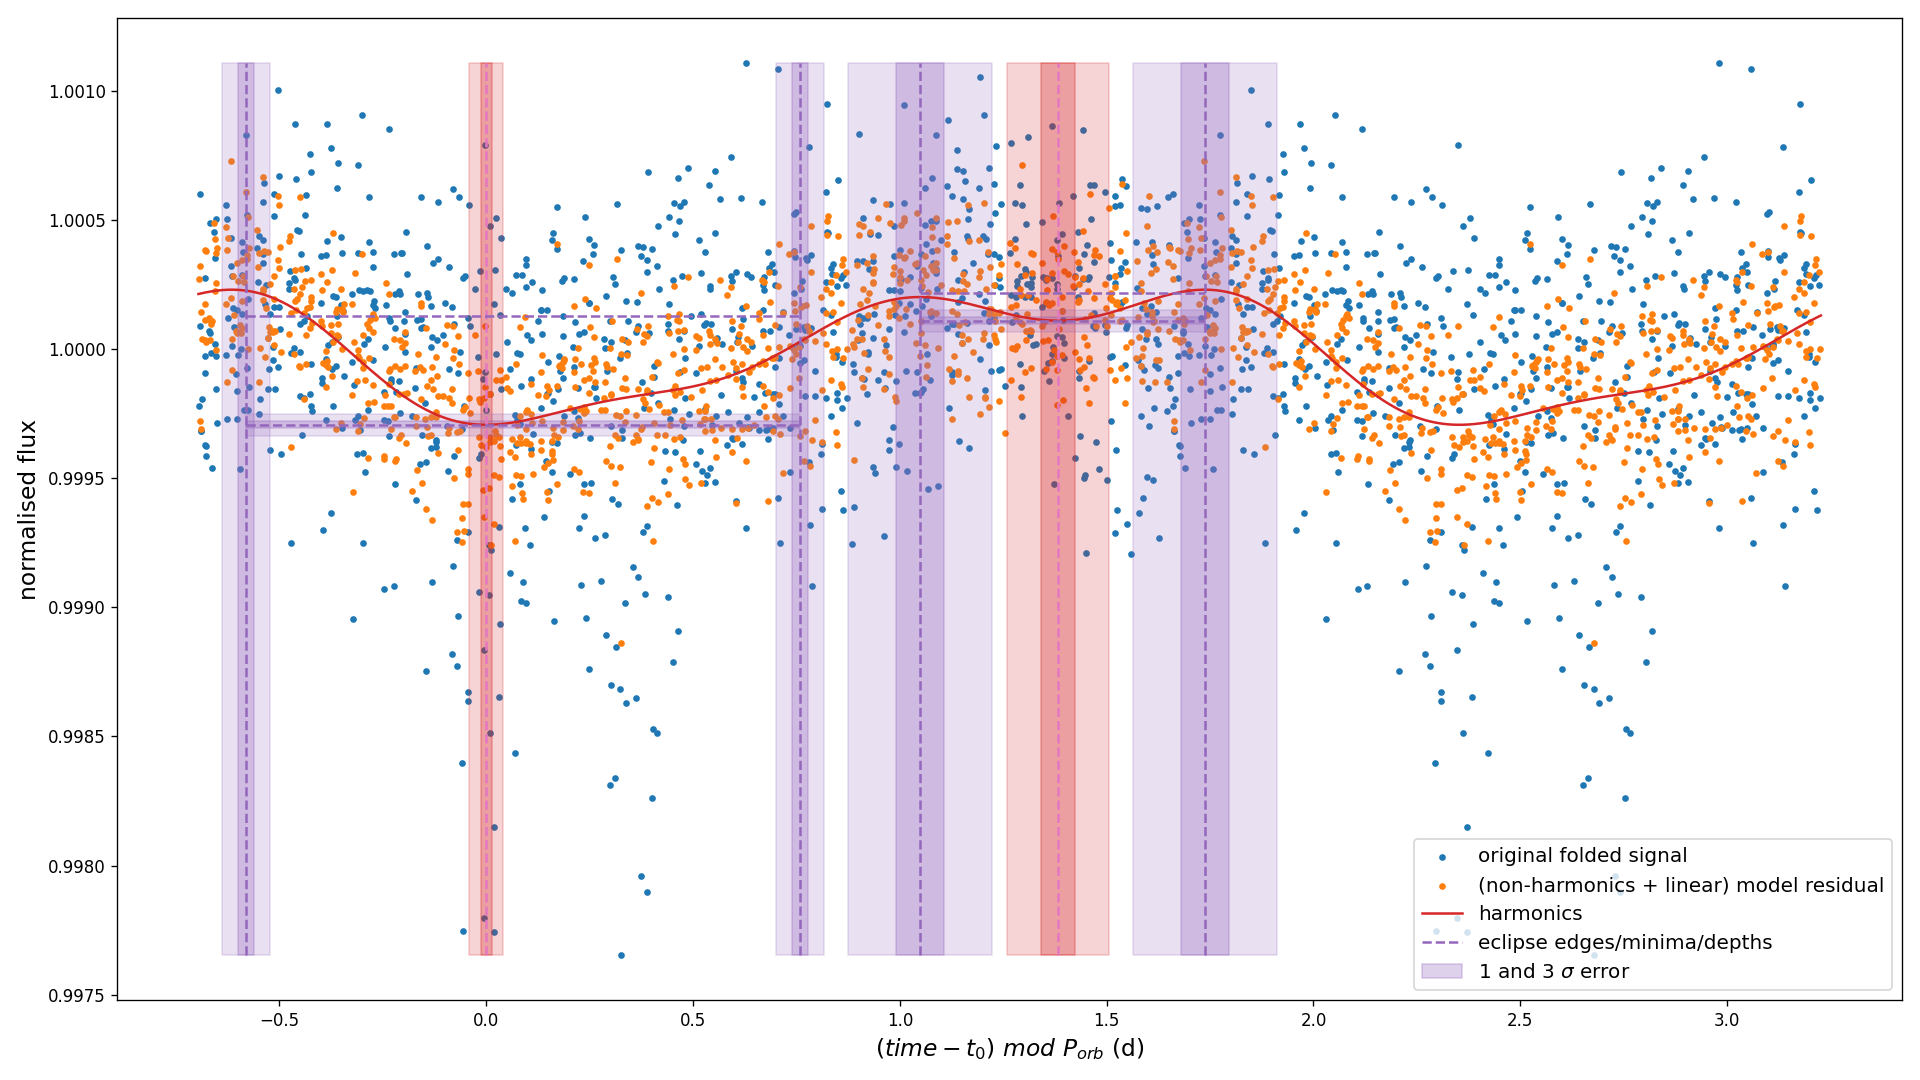 normalised flux
1.0010
1.0005
1.0000
0.9995
0.9990
0.9985
0.9980
0.9975
−0.5 0.0 0.5 1.0 1.5 2.0 2.5 3.0
(time − t₀) mod Pₒᵣb (d)
original folded signal
(non-harmonics + linear) model residual
harmonics
eclipse edges/minima/depths
1 and 3 σ error